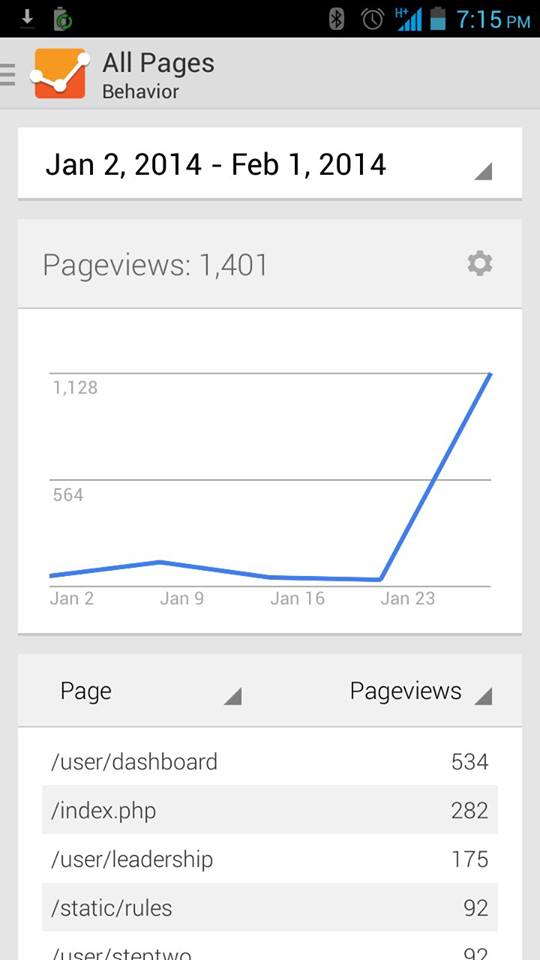 H+ 7:15 PM
All Pages
Behavior
Jan 2, 2014 - Feb 1, 2014
Pageviews: 1,401
1,128
564
Jan 2 Jan 9 Jan 16 Jan 23
Page Pageviews
/user/dashboard 534
/index.php 282
/user/leadership 175
/static/rules 92
/user/steptwo 92